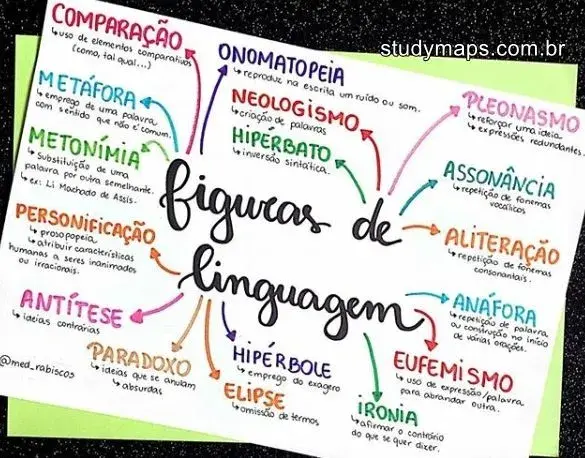 studymaps.com.br
COMPARAÇÃO
↳ uso de elementos comparativos
(como, tal qual...)
METÁFORA
↳ emprego de uma palavra
com sentido que não é comum.
METONÍMIA
↳ Substituição de uma
palavra por outra semelhante.
↳ ex: Li Machado de Assis.
PERSONIFICAÇÃO
↳ prosopopeia
↳ atribuir características
humanas a seres inanimados
ou irracionais.
ANTÍTESE
↳ ideias contrárias
PARADOXO
↳ ideias que se anulam
↳ absurdas
@med_rabiscos
ONOMATOPEIA
↳ reproduz na escrita um ruído ou som.
NEOLOGISMO
↳ criação de palavras
HIPÉRBATO
↳ inversão sintática.
figuras de
linguagem
HIPÉRBOLE
↳ emprego do exagero
ELIPSE
↳ omissão de termos
PLEONASMO
↳ reforçar uma ideia.
↳ expressões redundantes.
ASSONÂNCIA
↳ repetição de fonemas
vocálicos
ALITERAÇÃO
↳ repetição de fonemas
consonantais.
ANÁFORA
↳ repetição de palavra
ou construção no início
de várias orações.
EUFEMISMO
↳ uso de expressão/palavra
para abrandar outra.
IRONIA
↳ afirmar o contrário
do que se quer dizer.